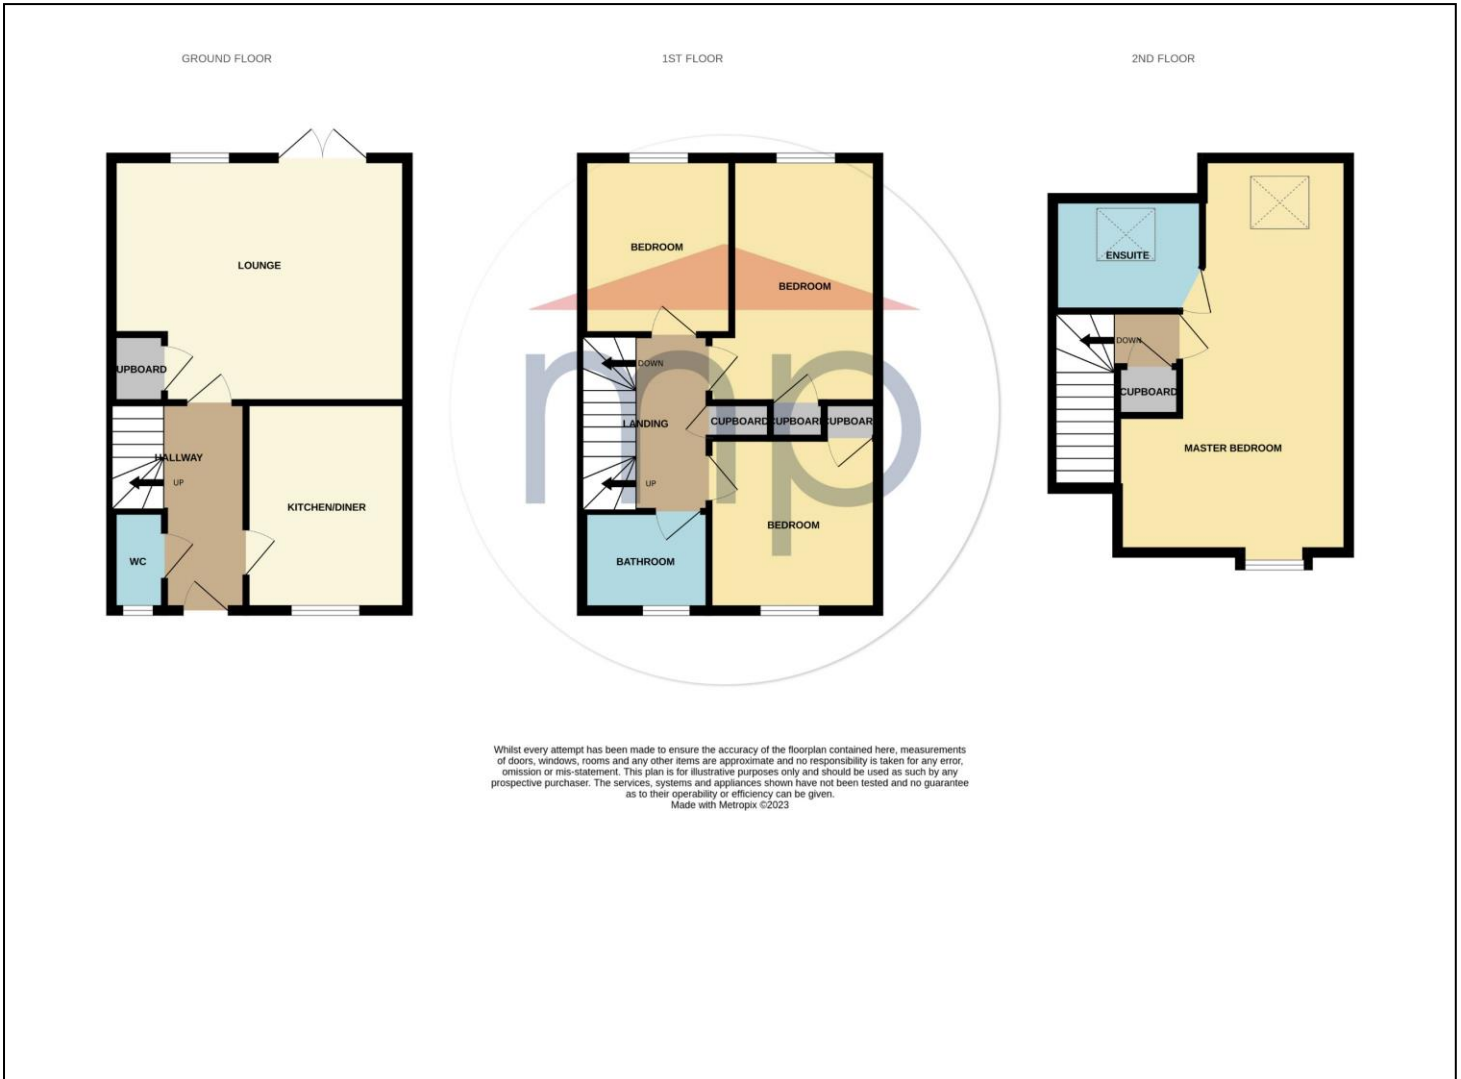 GROUND FLOOR
1ST FLOOR
2ND FLOOR
LOUNGE
UPBOARD
HALLWAY
UP
KITCHEN/DINER
WC
BEDROOM
BEDROOM
DOWN
LANDING
CUPBOARD
CUPBOARD
CUPBOARD
UP
BEDROOM
BATHROOM
mp
ENSUITE
DOWN
CUPBOARD
MASTER BEDROOM
Whilst every attempt has been made to ensure the accuracy of the floorplan contained here, measurements
of doors, windows, rooms and any other items are approximate and no responsibility is taken for any error,
omission or mis-statement. This plan is for illustrative purposes only and should be used as such by any
prospective purchaser. The services, systems and appliances shown have not been tested and no guarantee
as to their operability or efficiency can be given.
Made with Metropix ©2023